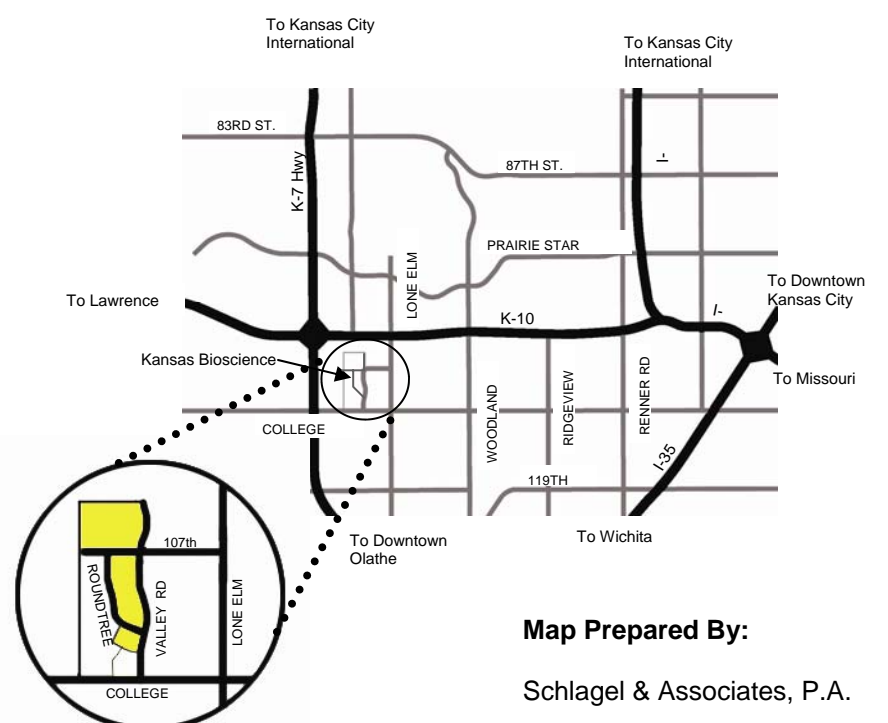 To Kansas City
International
To Kansas City
International
83RD ST.
K-7 Hwy
87TH ST.
I-
PRAIRIE STAR
LONE ELM
To Lawrence
To Downtown
Kansas City
K-10
I-
Kansas Bioscience
To Missouri
COLLEGE
WOODLAND
RIDGEVIEW
RENNER RD
I-35
119TH
To Downtown
Olathe
To Wichita
107th
ROUNDTREE
VALLEY RD
LONE ELM
COLLEGE
Map Prepared By:
Schlagel & Associates, P.A.